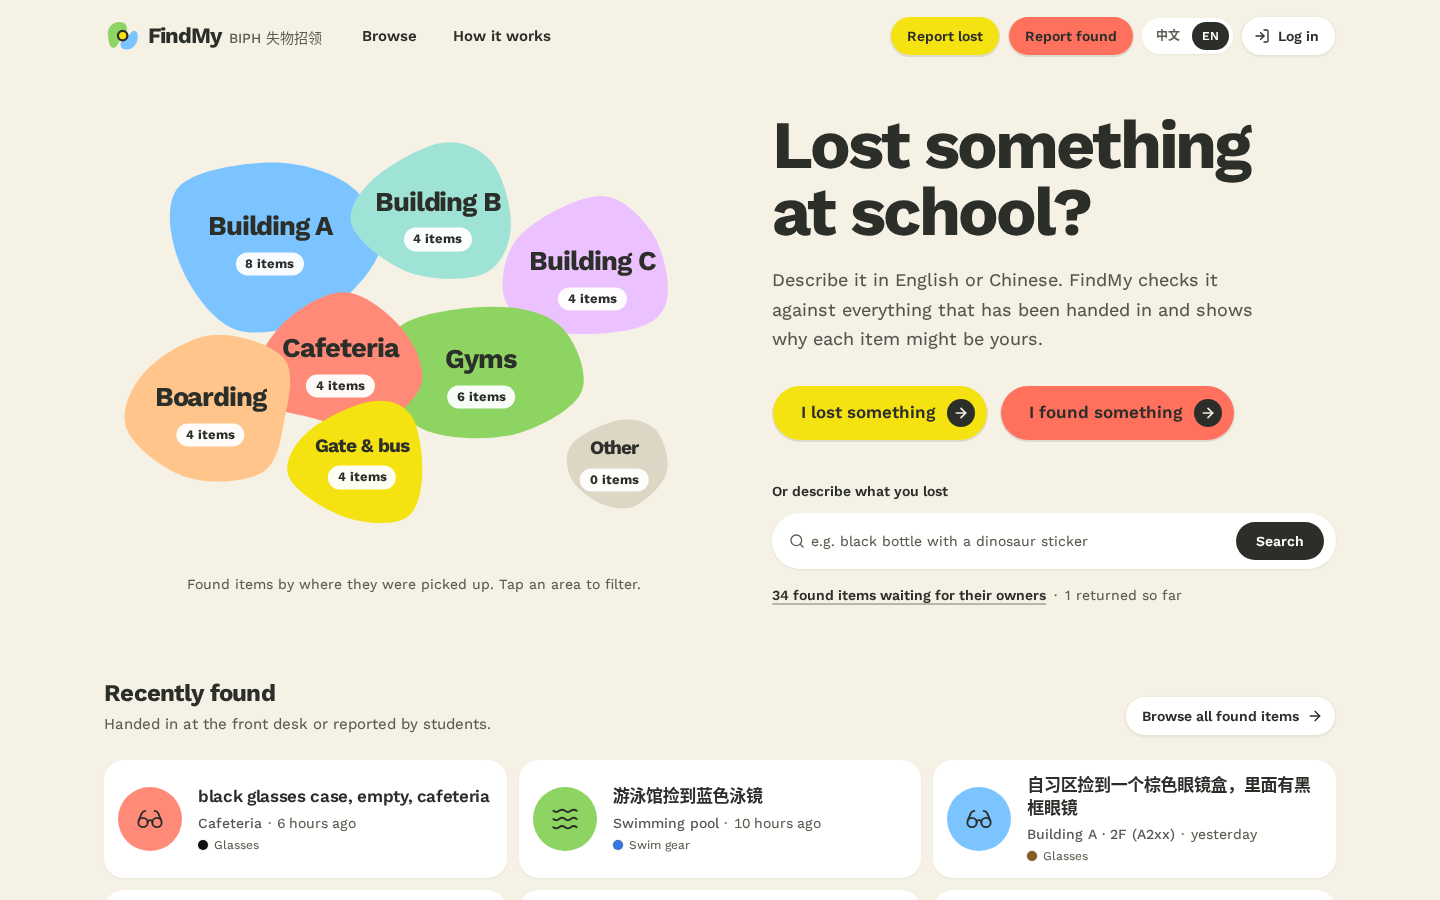 FindMy BIPH 失物招领
Browse
How it works
Report lost
Report found
中文
EN
Log in
Building A
8 items
Building B
4 items
Building C
4 items
Cafeteria
4 items
Gyms
6 items
Boarding
4 items
Gate & bus
4 items
Other
0 items
Found items by where they were picked up. Tap an area to filter.
Lost something
at school?
Describe it in English or Chinese. FindMy checks it
against everything that has been handed in and shows
why each item might be yours.
I lost something
I found something
Or describe what you lost
e.g. black bottle with a dinosaur sticker
Search
34 found items waiting for their owners · 1 returned so far
Recently found
Handed in at the front desk or reported by students.
Browse all found items
black glasses case, empty, cafeteria
Cafeteria · 6 hours ago
Glasses
游泳馆捡到蓝色泳镜
Swimming pool · 10 hours ago
Swim gear
自习区捡到一个棕色眼镜盒，里面有黑
框眼镜
Building A · 2F (A2xx) · yesterday
Glasses